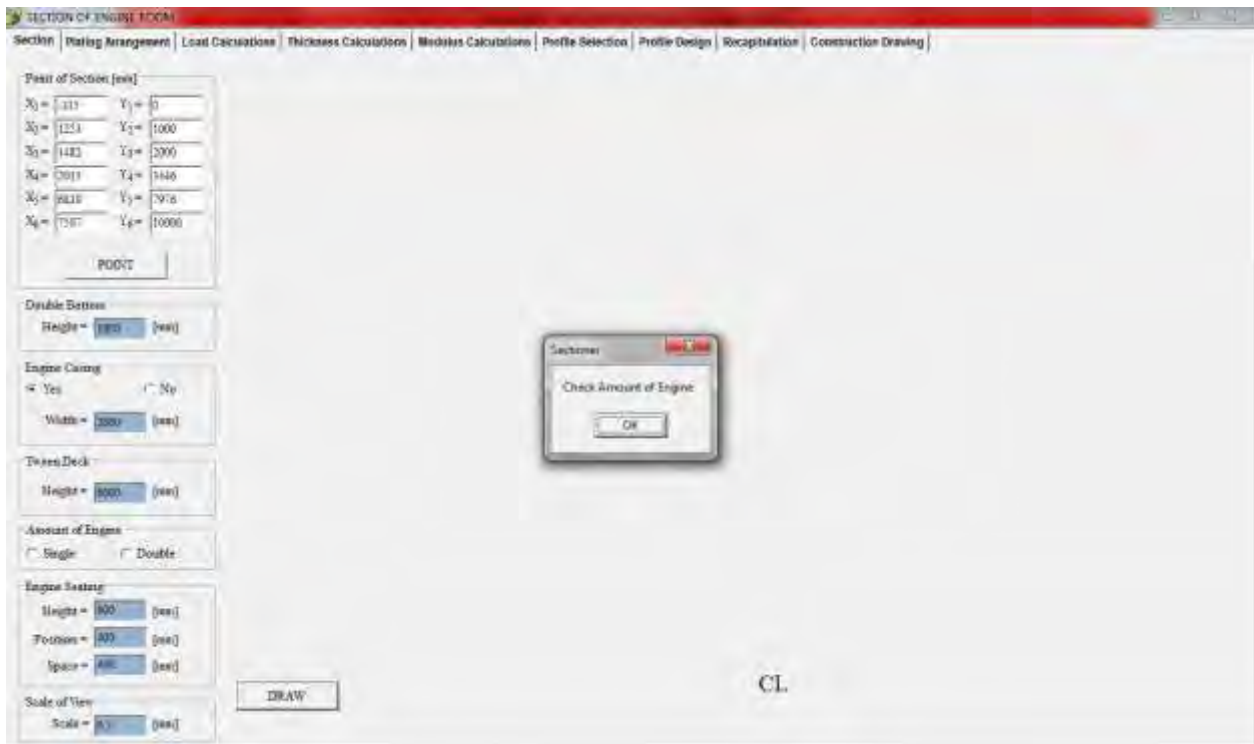 SECTION OF ENGINE ROOM
Section Plating Arrangement Load Calculations Thickness Calculations Modulus Calculations Profile Selection Profile Design Recapitulation Construction Drawing
Point of Section [mm]
X1 = Y1 = 0
X2 = 1251 Y2 = 1000
X3 = 1482 Y3 = 2000
X4 = Y4 =
X5 = Y5 = 7976
X6 = Y6 = 10000
POINT
Double Bottom
Height = [mm]
Engine Casing
Yes No
Width = [mm]
Tween Deck
Height = [mm]
Amount of Engine
Single Double
Engine Seating
Height = [mm]
Position = [mm]
Space = [mm]
Scale of View
Scale = [mm]
DRAW
Sectioner
Check Amount of Engine
OK
CL